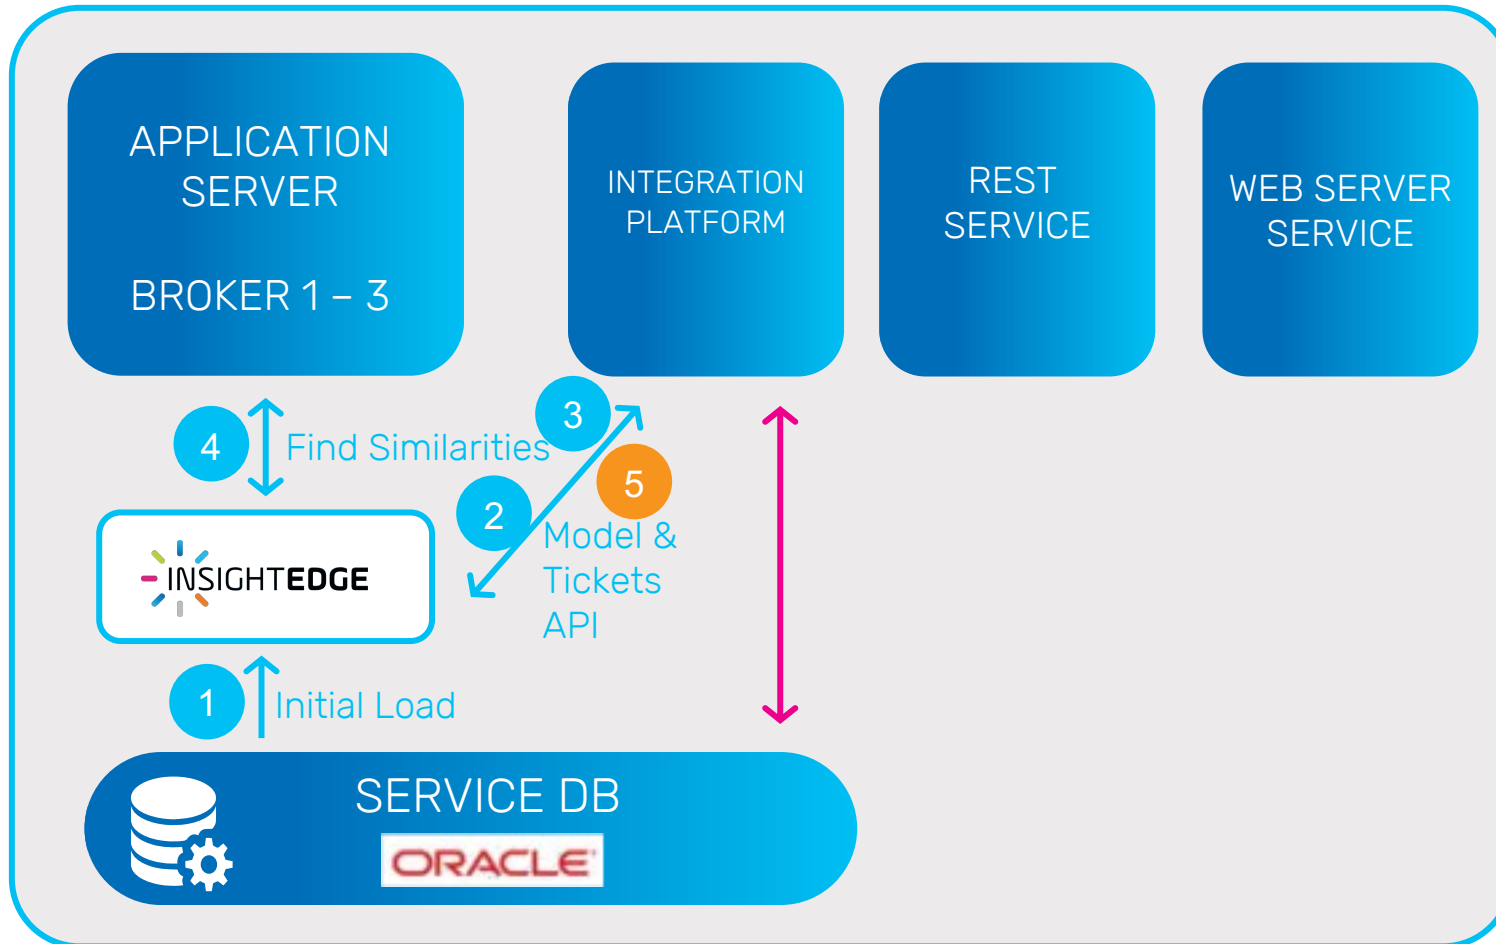 APPLICATION
SERVER
BROKER 1 – 3
INTEGRATION
PLATFORM
REST
SERVICE
WEB SERVER
SERVICE
4
Find Similarities
3
5
2
Model &
Tickets
API
INSIGHTEDGE
1
Initial Load
SERVICE DB
ORACLE